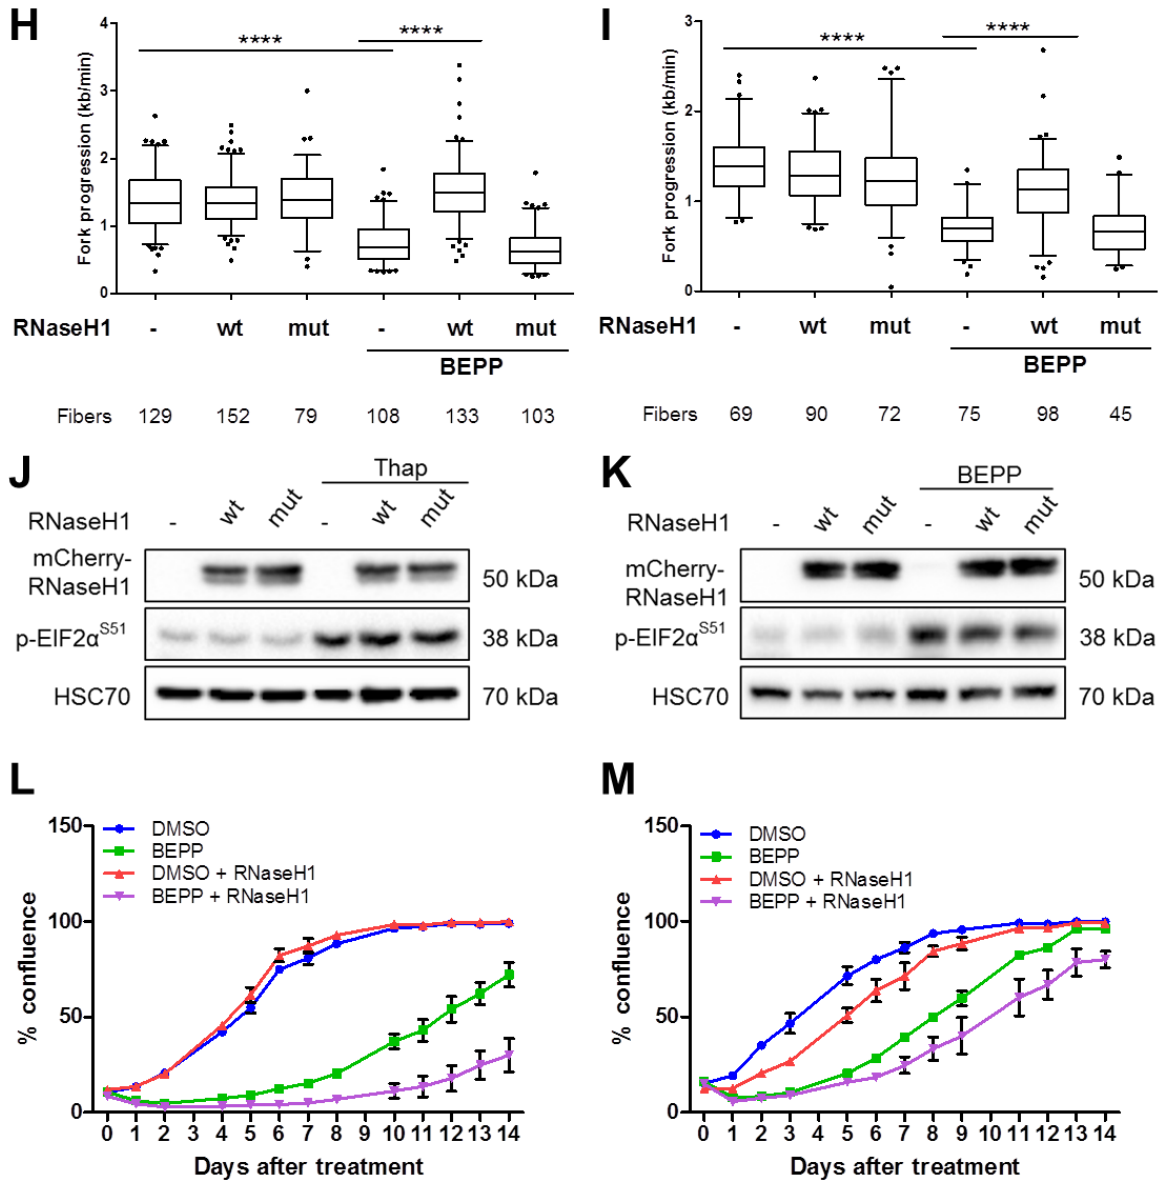 H
Fork progression (kb/min)
4
3
2
1
0
****
****
RNaseH1 - wt mut - wt mut
BEPP
Fibers 129 152 79 108 133 103
I
Fork progression (kb/min)
3
2
1
0
****
****
RNaseH1 - wt mut - wt mut
BEPP
Fibers 69 90 72 75 98 45
J
Thap
RNaseH1 - wt mut - wt mut
mCherry-
RNaseH1
50 kDa
p-EIF2α^S51 38 kDa
HSC70 70 kDa
K
BEPP
RNaseH1 - wt mut - wt mut
mCherry-
RNaseH1
50 kDa
p-EIF2α^S51 38 kDa
HSC70 70 kDa
L
% confluence
150
100
50
0
DMSO
BEPP
DMSO + RNaseH1
BEPP + RNaseH1
0 1 2 3 4 5 6 7 8 9 10 11 12 13 14
Days after treatment
M
% confluence
150
100
50
0
DMSO
BEPP
DMSO + RNaseH1
BEPP + RNaseH1
0 1 2 3 4 5 6 7 8 9 10 11 12 13 14
Days after treatment